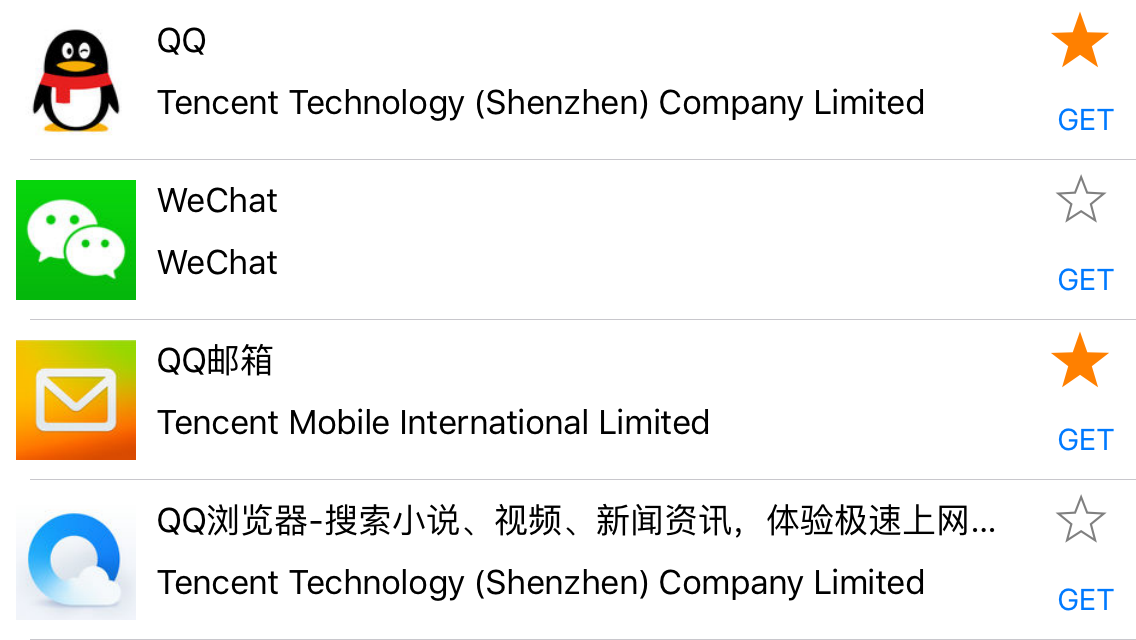 QQ
Tencent Technology (Shenzhen) Company Limited
GET
WeChat
WeChat
GET
QQ邮箱
Tencent Mobile International Limited
GET
QQ浏览器-搜索小说、视频、新闻资讯，体验极速上网...
Tencent Technology (Shenzhen) Company Limited
GET